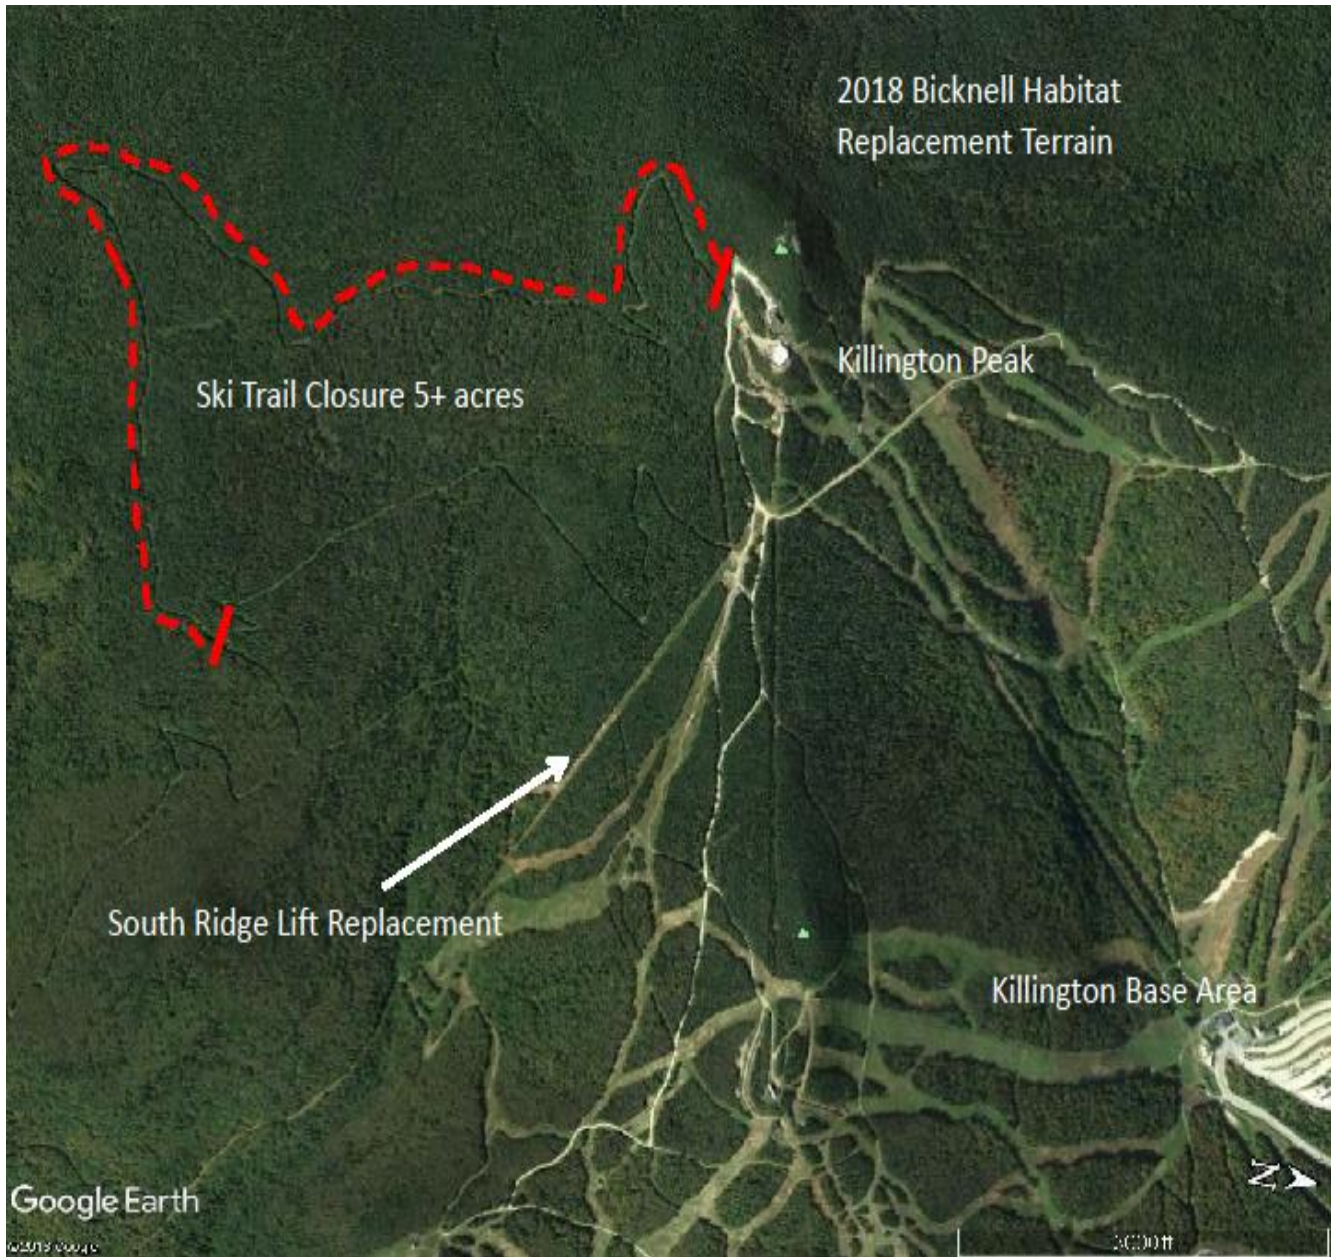 2018 Bicknell Habitat
Replacement Terrain
Killington Peak
Ski Trail Closure 5+ acres
South Ridge Lift Replacement
Killington Base Area
N
Google Earth